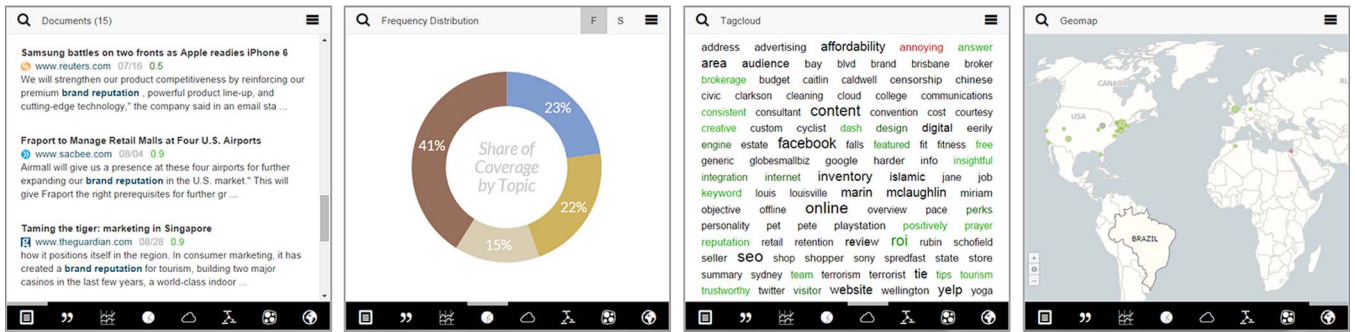 Documents (15)
Samsung battles on two fronts as Apple readies iPhone 6
www.reuters.com 07/16 0.5
We will strengthen our product competitiveness by reinforcing our
premium brand reputation , powerful product line-up, and
cutting-edge technology," the company said in an email sta ...
Fraport to Manage Retail Malls at Four U.S. Airports
www.sacbee.com 08/04 0.9
Airmall will give us a presence at these four airports for further
expanding our brand reputation in the U.S. market." This will
give Fraport the right prerequisites for further gr ...
Taming the tiger: marketing in Singapore
g www.theguardian.com 08/28 0.9
how it positions itself in the region. In consumer marketing, it has
created a brand reputation for tourism, building two major
casinos in the last few years, a world-class indoor ...
Frequency Distribution F S
23%
41%
Share of
Coverage
by Topic
22%
15%
Tagcloud
address advertising affordability annoying answer
area audience bay blvd brand brisbane broker
brokerage budget caitlin caldwell censorship chinese
civic clarkson cleaning cloud college communications
consistent consultant content convention cost courtesy
creative custom cyclist dash design digital eerily
engine estate facebook falls featured fit fitness free
generic globesmallbiz google harder info insightful
integration internet inventory islamic jane job
keyword louis louisville marin mclaughlin miriam
objective offline online overview pace perks
personality pet pete playstation positively prayer
reputation retail retention review roi rubin schofield
seller seo shop shopper sony spredfast state store
summary sydney team terrorism terrorist tie tips tourism
trustworthy twitter visitor website wellington yelp yoga
Geomap
CANADA
RU
USA
BRAZIL